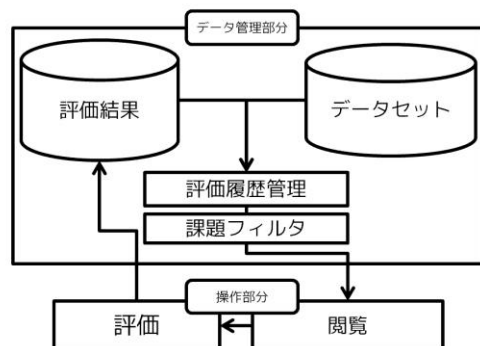 データ管理部分
評価結果
データセット
評価履歴管理
課題フィルタ
操作部分
評価
閲覧